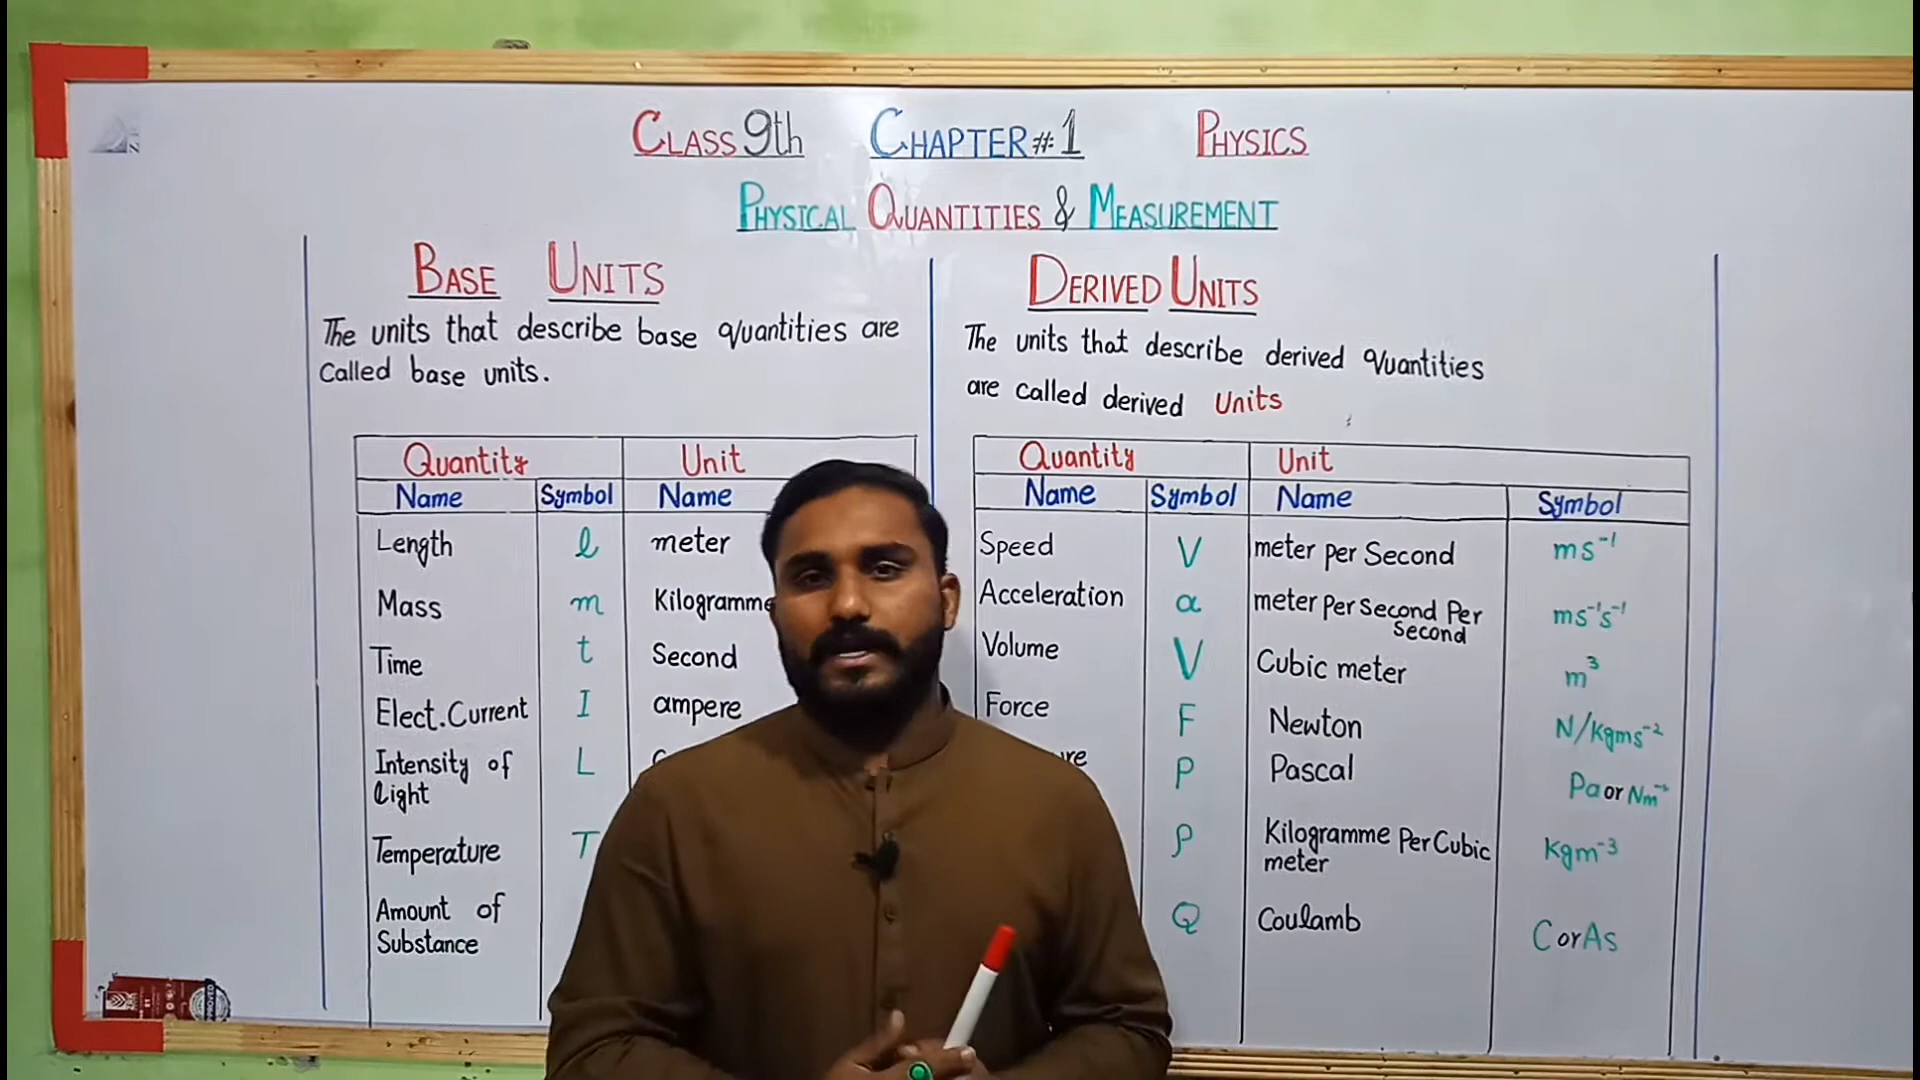 CLASS 9th CHAPTER # 1 PHYSICS
PHYSICAL QUANTITIES & MEASUREMENT
BASE UNITS
The units that describe base quantities are
called base units.
Quantity Unit
Name Symbol Name
Length l meter
Mass m Kilogramme
Time t Second
Elect. Current I ampere
Intensity of L
light
Temperature T
Amount of
Substance
DERIVED UNITS
The units that describe derived quantities
are called derived Units
Quantity Unit
Name Symbol Name Symbol
Speed V meter per Second ms⁻¹
Acceleration a meter per Second Per ms⁻¹s⁻¹
Second
Volume V Cubic meter m³
Force F Newton N/Kgms⁻²
P Pascal Pa or Nm⁻²
ρ Kilogramme Per Cubic Kgm⁻³
meter
Q Coulamb C or As